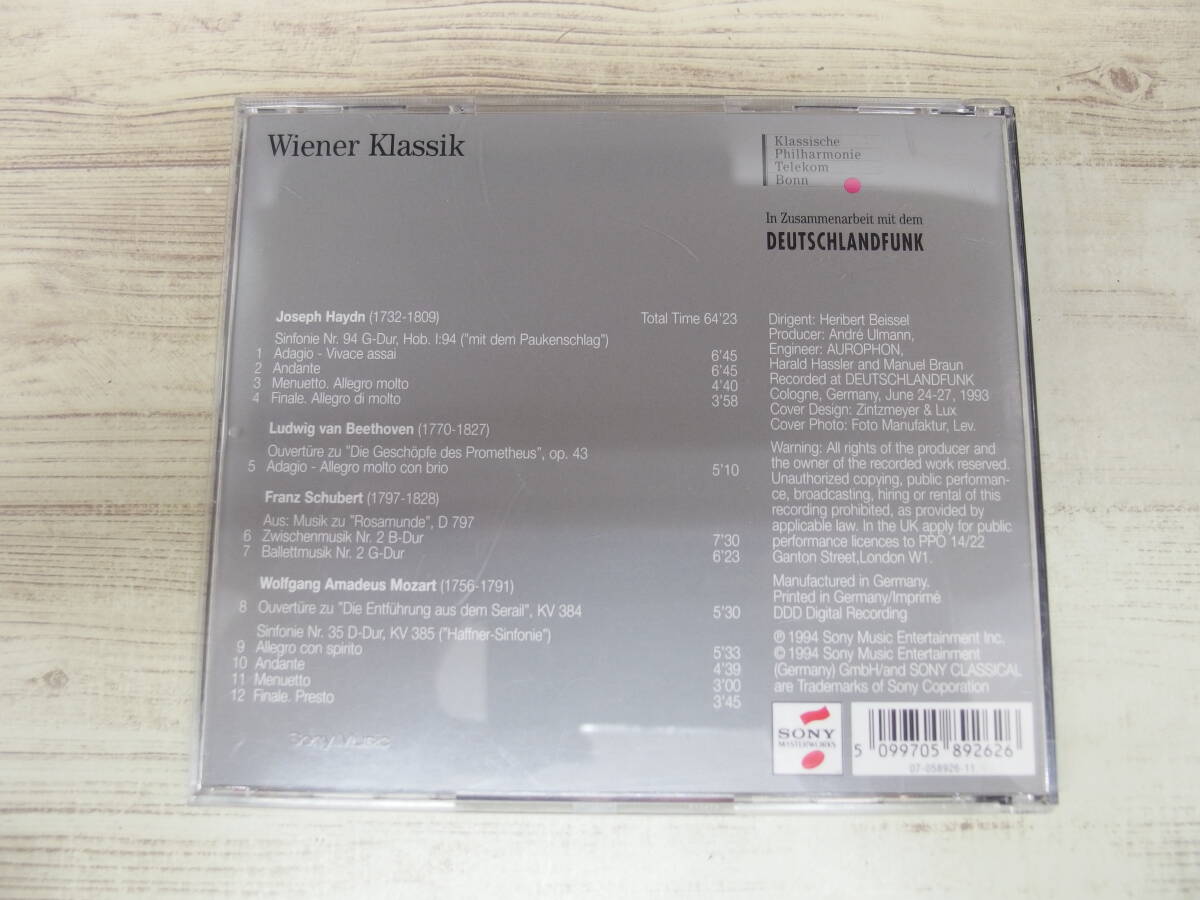 Wiener Klassik
Klassische
Philharmonie
Telekom
Bonn
In Zusammenarbeit mit dem
DEUTSCHLANDFUNK
Joseph Haydn (1732-1809) Total Time 64'23
Sinfonie Nr. 94 G-Dur, Hob. I:94 ("mit dem Paukenschlag")
1 Adagio - Vivace assai 6'45
2 Andante 6'45
3 Menuetto. Allegro molto 4'40
4 Finale. Allegro di molto 3'58
Ludwig van Beethoven (1770-1827)
Ouvertüre zu "Die Geschöpfe des Prometheus", op. 43
5 Adagio - Allegro molto con brio 5'10
Franz Schubert (1797-1828)
Aus: Musik zu "Rosamunde", D 797
6 Zwischenmusik Nr. 2 B-Dur 7'30
7 Ballettmusik Nr. 2 G-Dur 6'23
Wolfgang Amadeus Mozart (1756-1791)
8 Ouvertüre zu "Die Entführung aus dem Serail", KV 384 5'30
Sinfonie Nr. 35 D-Dur, KV 385 ("Haffner-Sinfonie")
9 Allegro con spirito 5'33
10 Andante 4'39
11 Menuetto 3'00
12 Finale. Presto 3'45
Sony Music
Dirigent: Heribert Beissel
Producer: André Ulmann,
Engineer: AUROPHON,
Harald Hassler and Manuel Braun
Recorded at DEUTSCHLANDFUNK
Cologne, Germany, June 24-27, 1993
Cover Design: Zintzmeyer & Lux
Cover Photo: Foto Manufaktur, Lev.
Warning: All rights of the producer and
the owner of the recorded work reserved.
Unauthorized copying, public performan-
ce, broadcasting, hiring or rental of this
recording prohibited, as provided by
applicable law. In the UK apply for public
performance licences to PPO 14/22
Ganton Street,London W1.
Manufactured in Germany.
Printed in Germany/Imprimé
DDD Digital Recording
℗ 1994 Sony Music Entertainment Inc.
© 1994 Sony Music Entertainment
(Germany) GmbH/and SONY CLASSICAL
are Trademarks of Sony Coporation
SONY
MASTERWORKS
5 099705 892626
07-058926-11